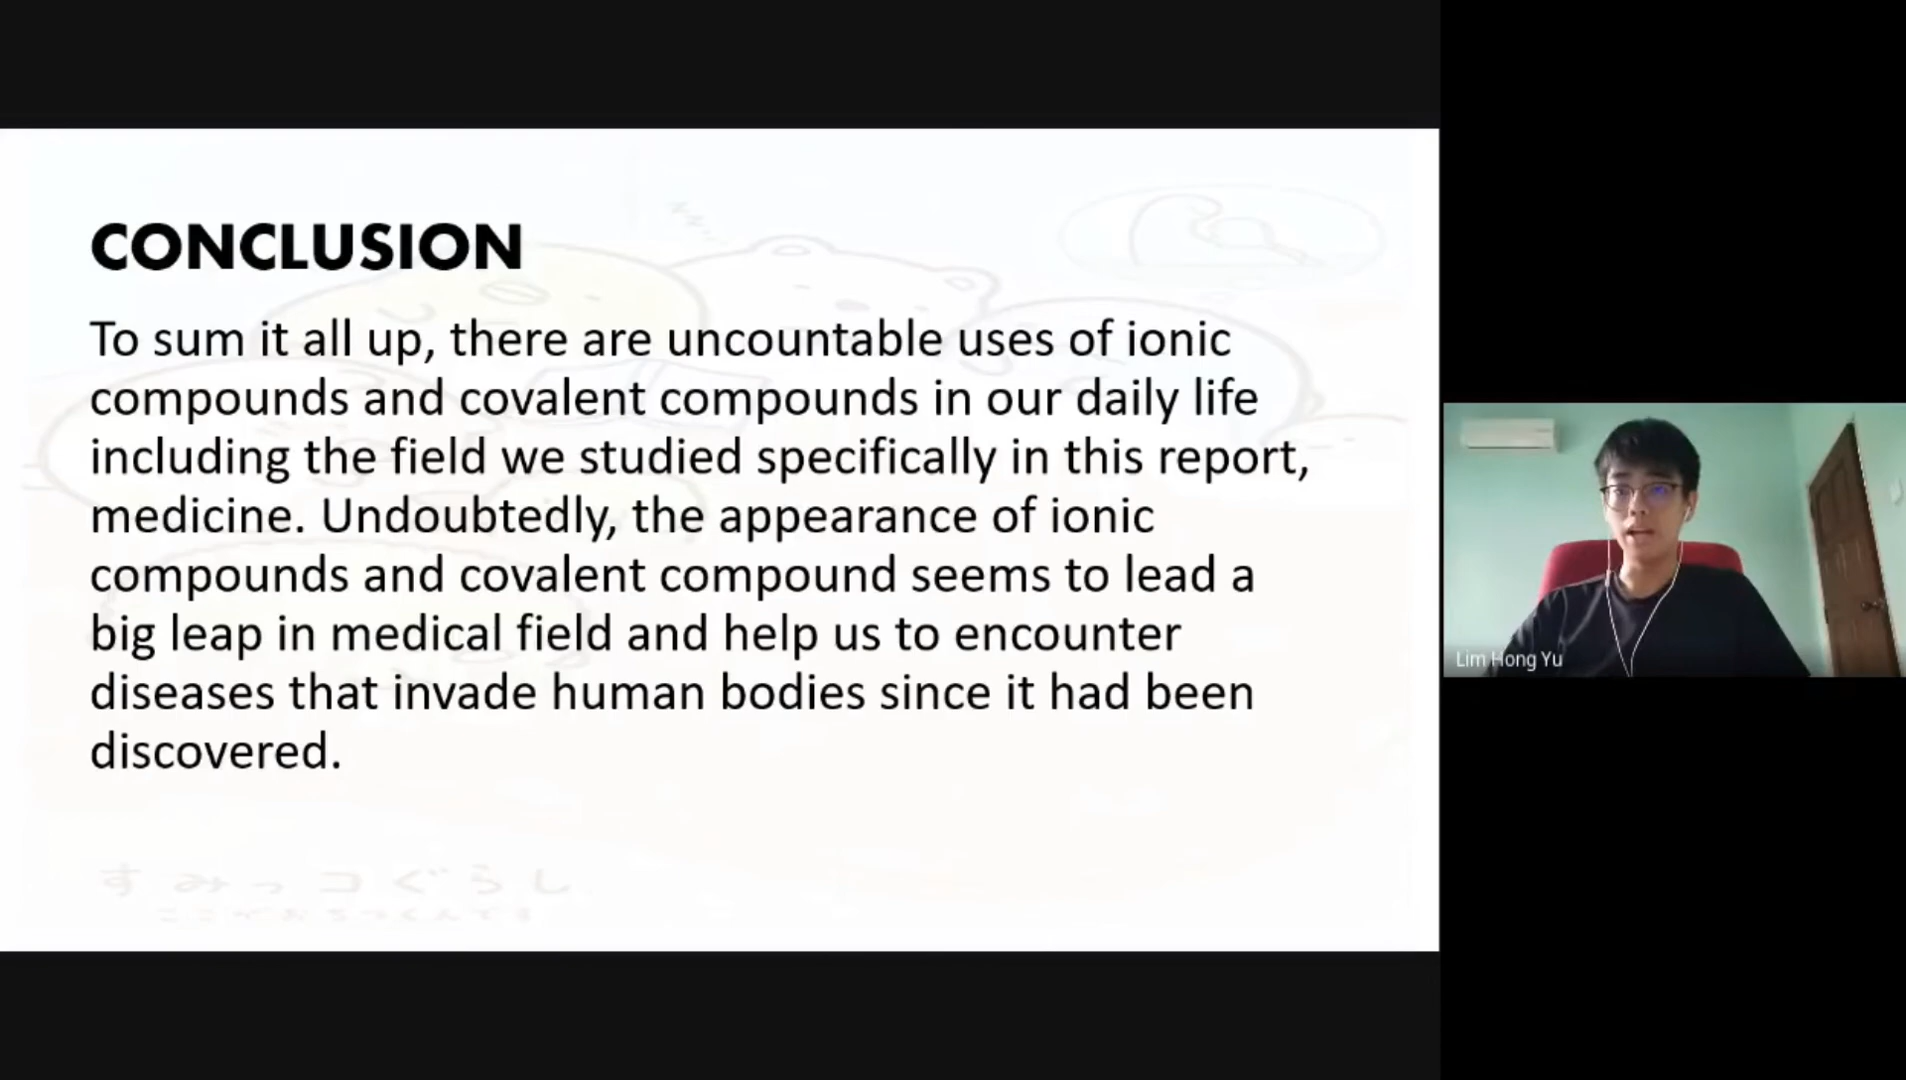 CONCLUSION
To sum it all up, there are uncountable uses of ionic
compounds and covalent compounds in our daily life
including the field we studied specifically in this report,
medicine. Undoubtedly, the appearance of ionic
compounds and covalent compound seems to lead a
big leap in medical field and help us to encounter
diseases that invade human bodies since it had been
discovered.
すみっコぐらし
Lim Hong Yu